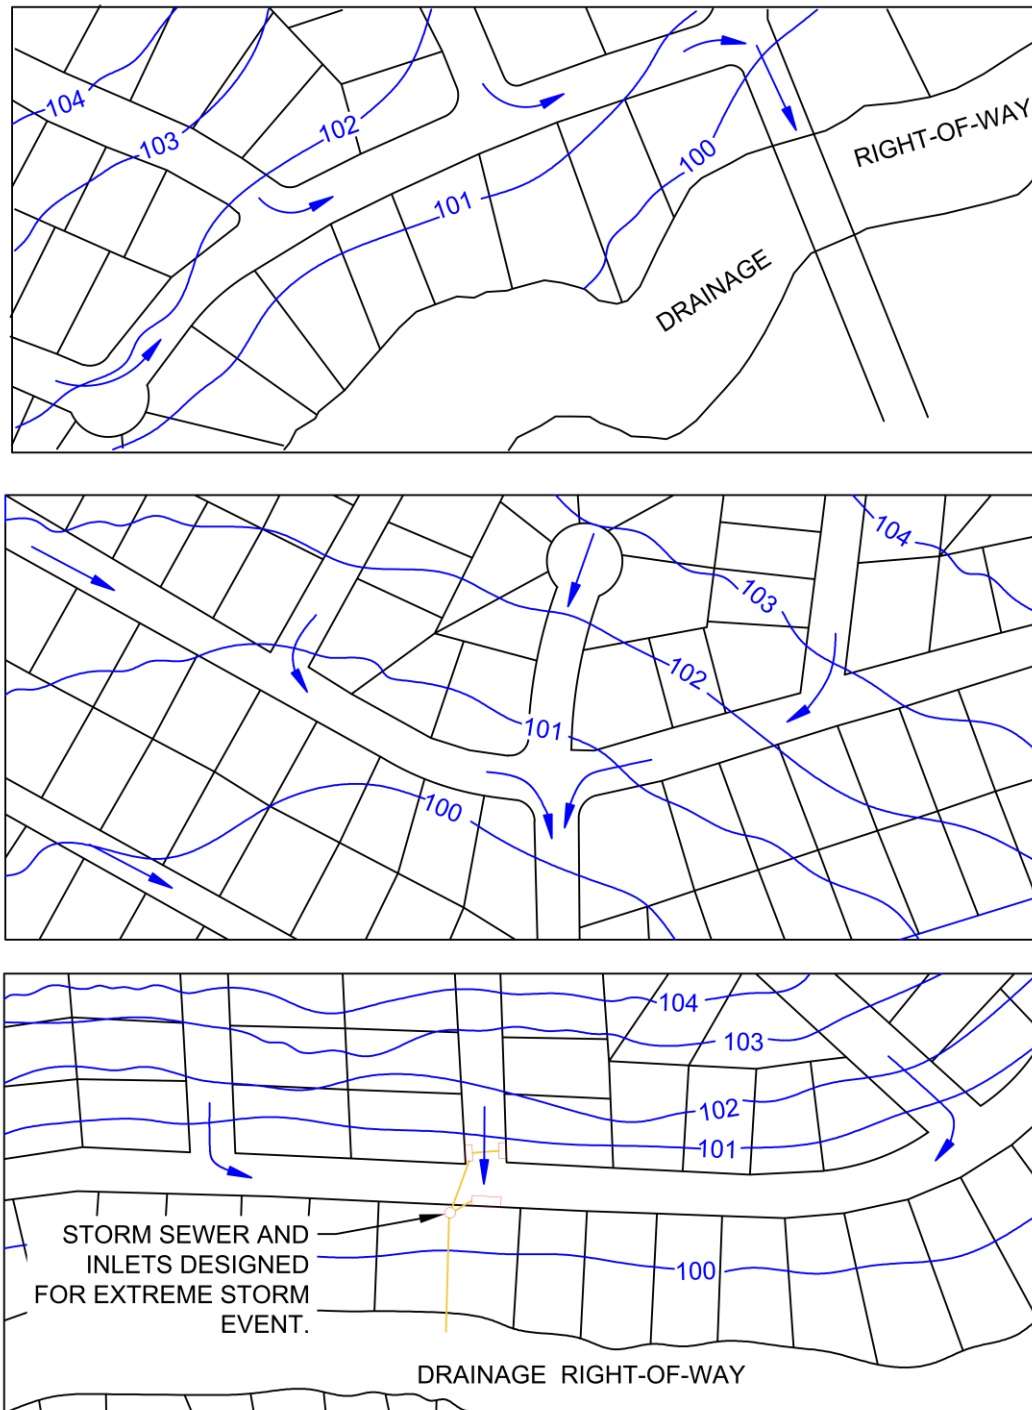 104
103
102
101
100
RIGHT-OF-WAY
DRAINAGE
104
103
102
101
100
104
103
102
101
STORM SEWER AND
INLETS DESIGNED
FOR EXTREME STORM
EVENT.
100
DRAINAGE RIGHT-OF-WAY